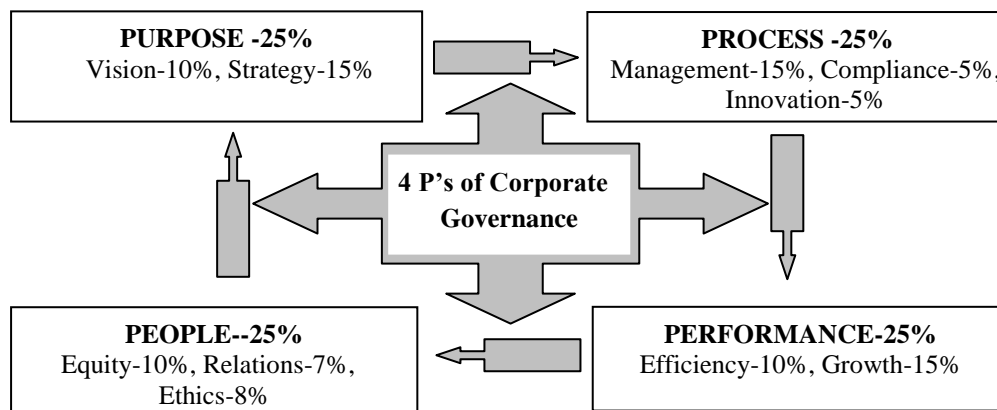 PURPOSE -25%
Vision-10%, Strategy-15%
PROCESS -25%
Management-15%, Compliance-5%,
Innovation-5%
4 P’s of Corporate
Governance
PEOPLE--25%
Equity-10%, Relations-7%,
Ethics-8%
PERFORMANCE-25%
Efficiency-10%, Growth-15%